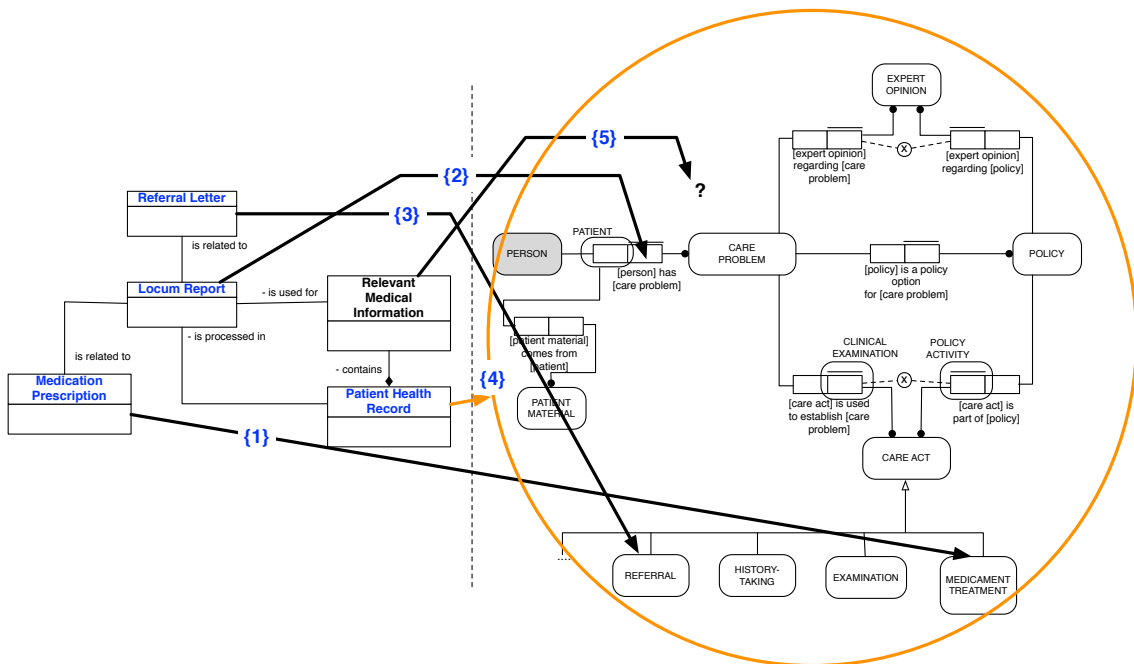 Referral Letter
is related to
Locum Report
- is used for
Relevant
Medical
Information
- is processed in
is related to
- contains
Medication
Prescription
Patient Health
Record
{1}
{2}
{3}
{4}
{5}
?
EXPERT
OPINION
x
[expert opinion]
regarding [care
problem]
[expert opinion]
regarding [policy]
PERSON
PATIENT
[person] has
[care problem]
CARE
PROBLEM
[policy] is a policy
option
for [care problem]
POLICY
[patient material]
comes from
[patient]
PATIENT
MATERIAL
CLINICAL
EXAMINATION
POLICY
ACTIVITY
x
[care act] is used
to establish [care
problem]
[care act] is
part of [policy]
CARE ACT
.....
REFERRAL
HISTORY-
TAKING
EXAMINATION
MEDICAMENT
TREATMENT